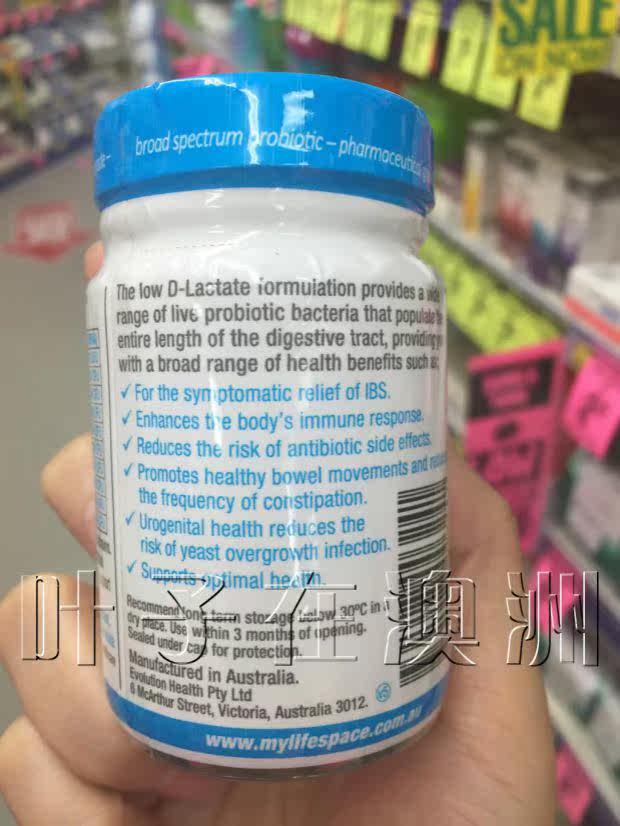 SALE
ON NOW
broad spectrum probiotic – pharmaceutical
The low D-Lactate formulation provides a wide
range of live probiotic bacteria that populate the
entire length of the digestive tract, providing you
with a broad range of health benefits such as;
✓ For the symptomatic relief of IBS.
✓ Enhances the body's immune response.
✓ Reduces the risk of antibiotic side effects.
✓ Promotes healthy bowel movements and
the frequency of constipation.
✓ Urogenital health reduces the
risk of yeast overgrowth infection.
✓ Supports optimal health.
Recommend long term storage below 30ºC in a
dry place. Use within 3 months of opening.
Sealed under cap for protection.
Manufactured in Australia.
Evolution Health Pty Ltd
6 McArthur Street, Victoria, Australia 3012.
www.mylifespace.com.au
叶子在澳洲